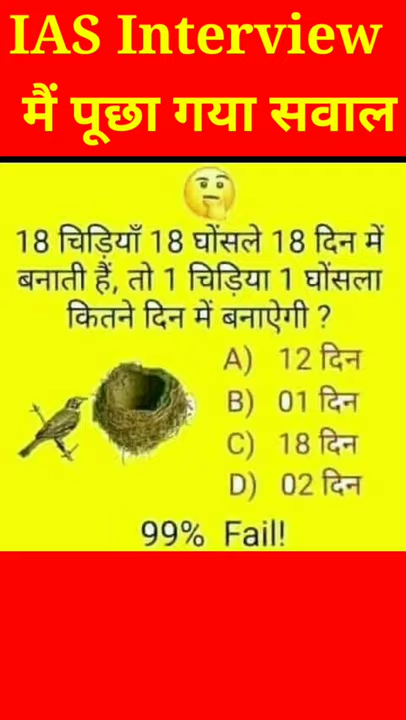 IAS Interview
मैं पूछा गया सवाल
18 चिड़ियाँ 18 घोंसले 18 दिन में
बनाती हैं, तो 1 चिड़िया 1 घोंसला
कितने दिन में बनाऐगी ?
A) 12 दिन
B) 01 दिन
C) 18 दिन
D) 02 दिन
99% Fail!